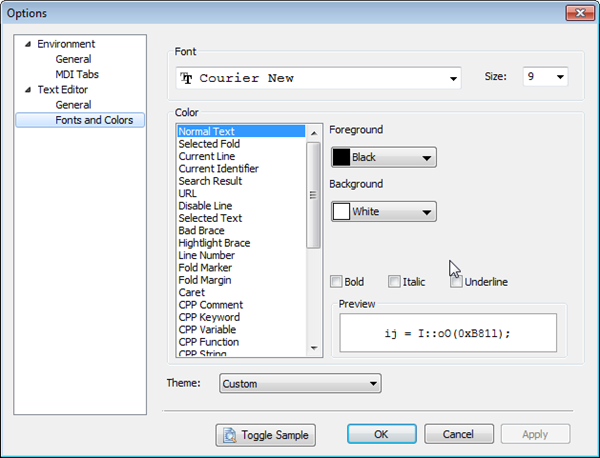 Options
Environment
General
MDI Tabs
Text Editor
General
Fonts and Colors
Font
Courier New
Size: 9
Color
Normal Text
Selected Fold
Current Line
Current Identifier
Search Result
URL
Disable Line
Selected Text
Bad Brace
Hightlight Brace
Line Number
Fold Marker
Fold Margin
Caret
CPP Comment
CPP Keyword
CPP Variable
CPP Function
CPP String
Foreground
Black
Background
White
Bold Italic Underline
Preview
ij = I::oO(0xB81l);
Theme: Custom
Toggle Sample OK Cancel Apply